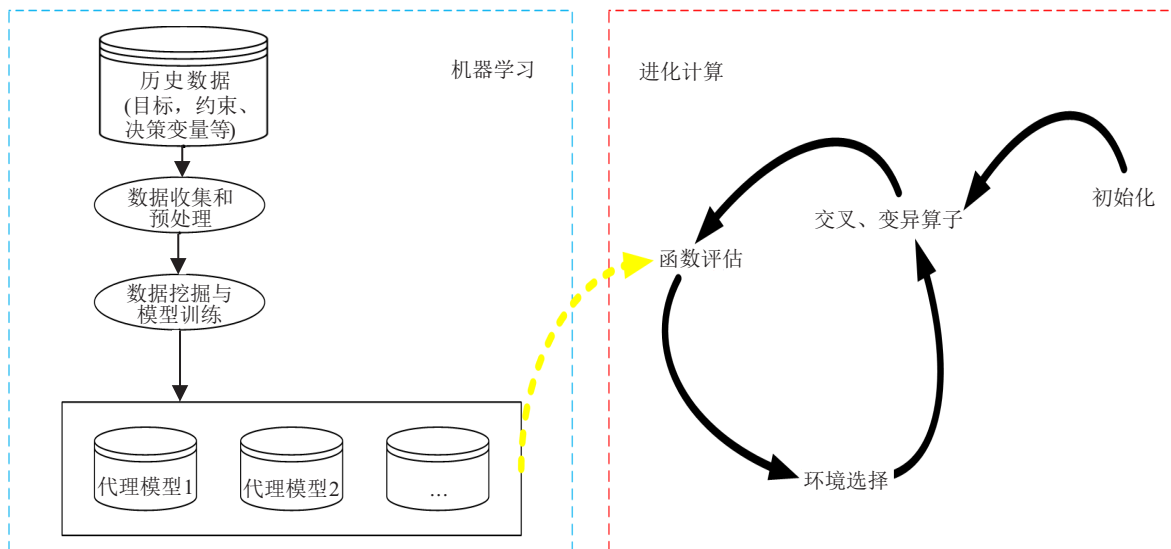 机器学习
历史数据
(目标，约束、
决策变量等)
数据收集和
预处理
数据挖掘与
模型训练
代理模型1
代理模型2
...
进化计算
初始化
交叉、变异算子
函数评估
环境选择